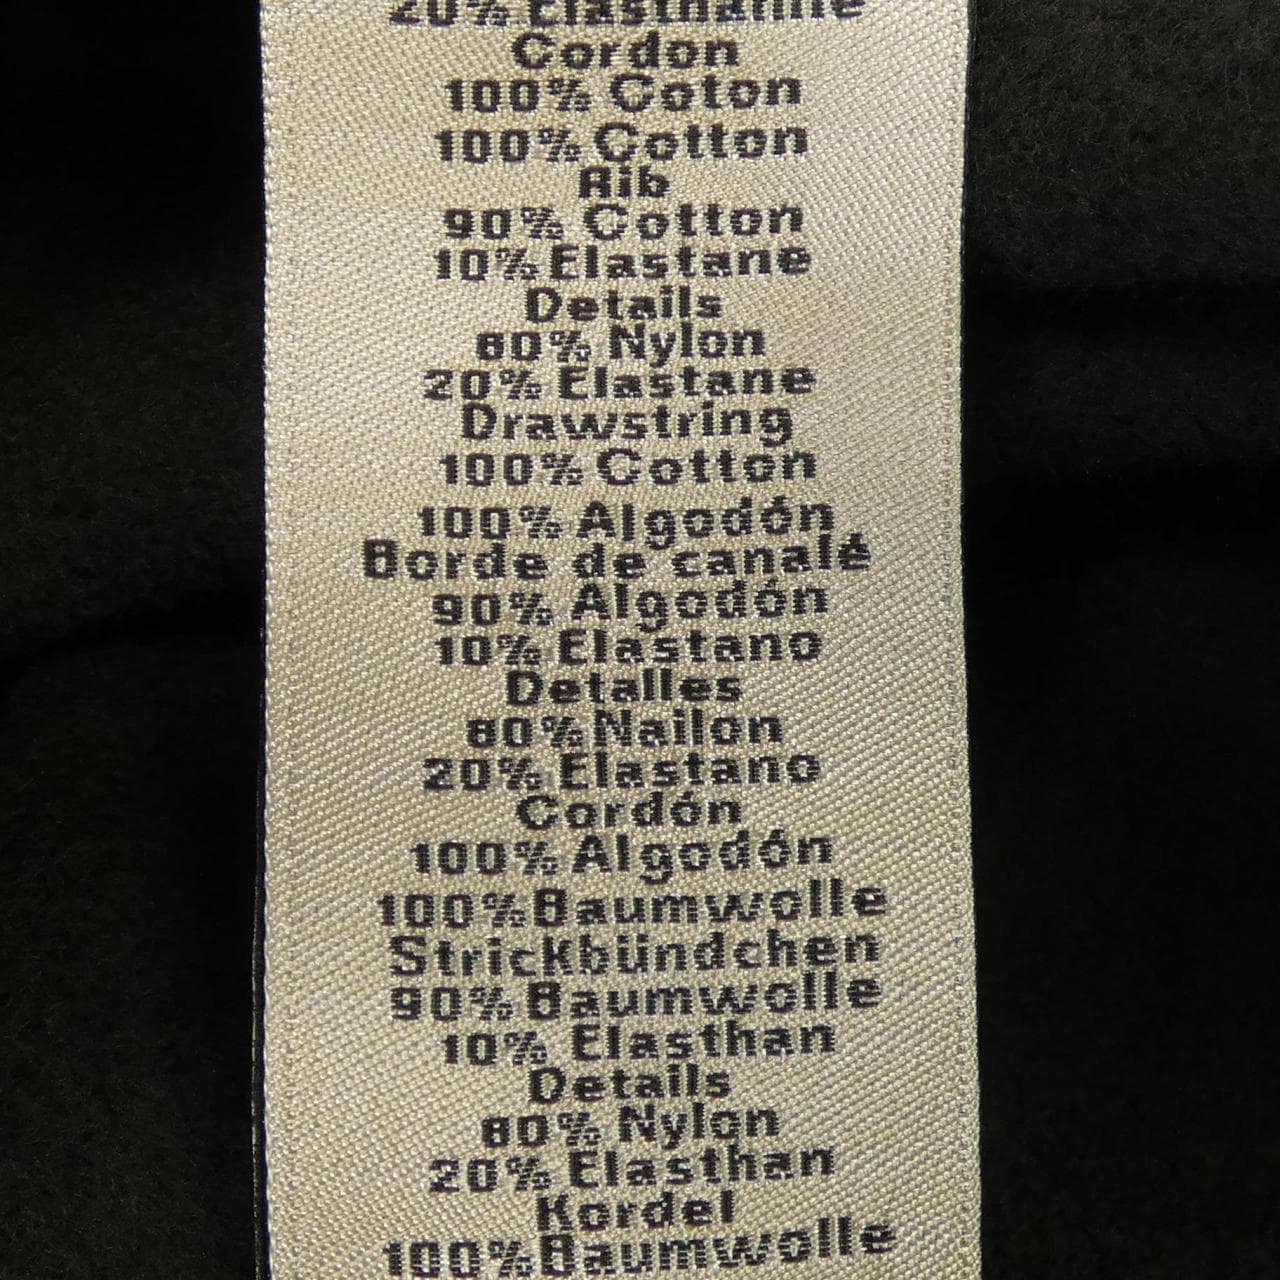 20% Élasthanne
Cordon
100% Coton
100% Cotton
Rib
90% Cotton
10% Elastane
Details
80% Nylon
20% Elastane
Drawstring
100% Cotton
100% Algodón
Borde de canalé
90% Algodón
10% Elastano
Detalles
80% Nailon
20% Elastano
Cordón
100% Algodón
100% Baumwolle
Strickbündchen
90% Baumwolle
10% Elasthan
Details
80% Nylon
20% Elasthan
Kordel
100% Baumwolle